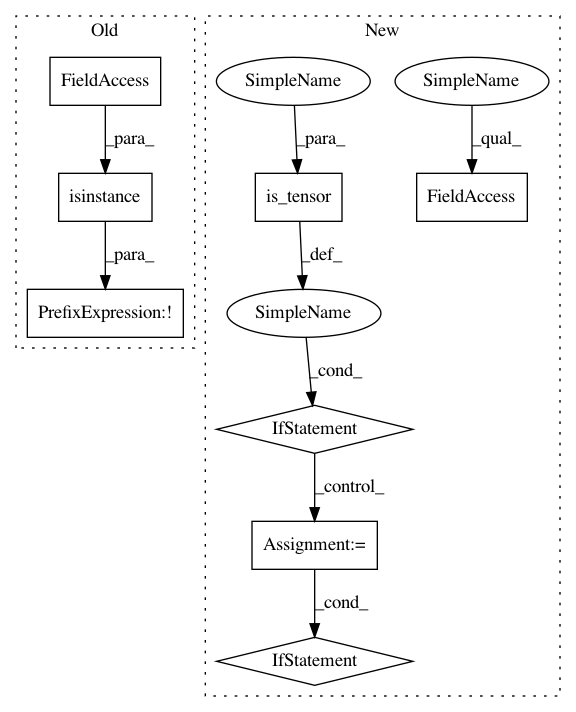 Old
New
FieldAccess
SimpleName
SimpleName
_para_
_para_
_qual_
isinstance
is_tensor
FieldAccess
_para_
_def_
PrefixExpression:!
SimpleName
_cond_
IfStatement
_control_
Assignment:=
_cond_
IfStatement